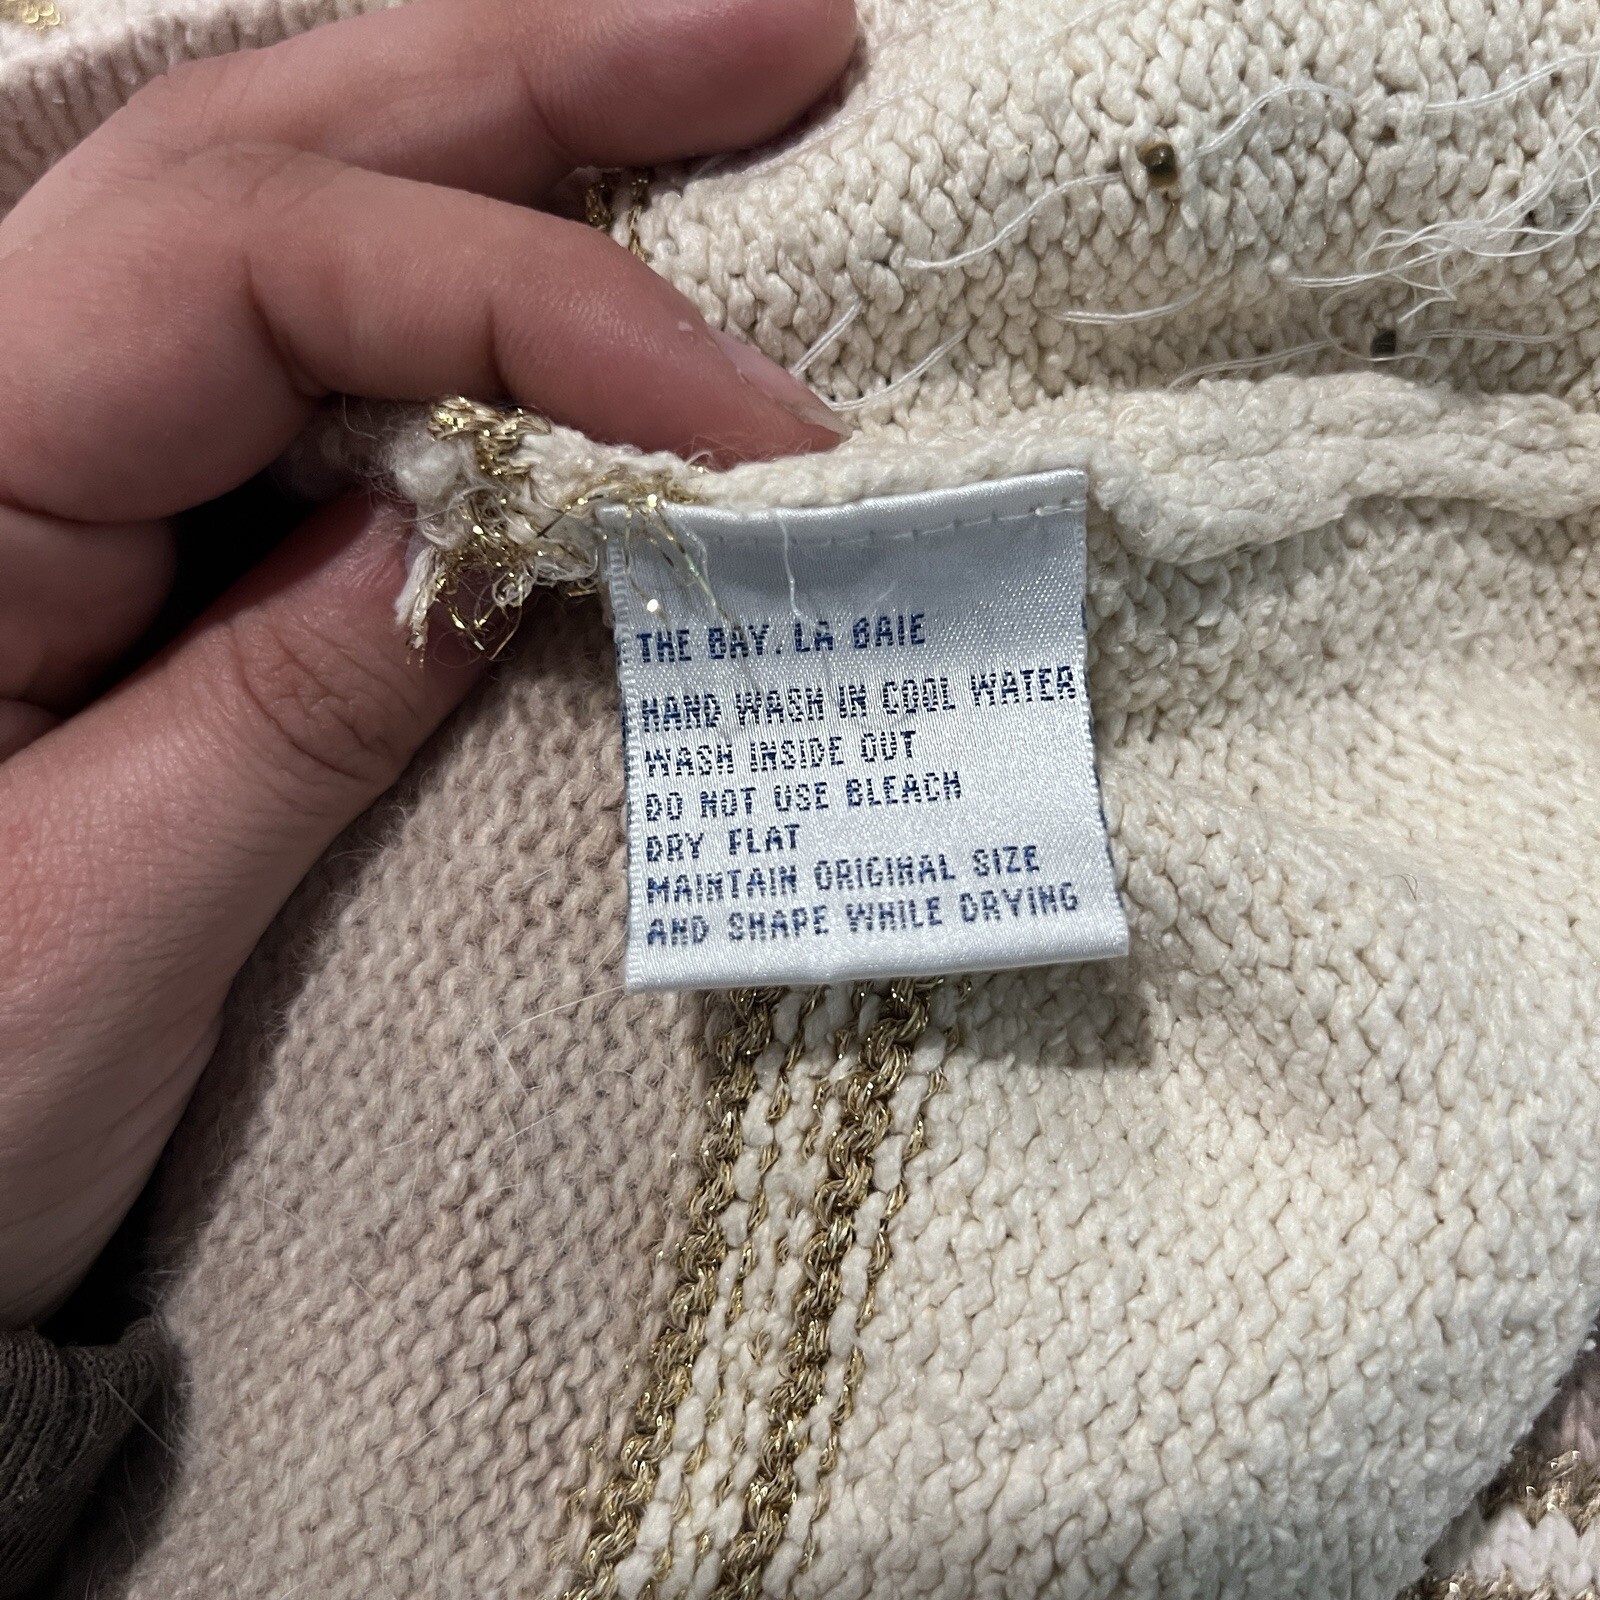 THE BAY. LA BAIE
HAND WASH IN COOL WATER
WASH INSIDE OUT
DO NOT USE BLEACH
DRY FLAT
MAINTAIN ORIGINAL SIZE
AND SHAPE WHILE DRYING